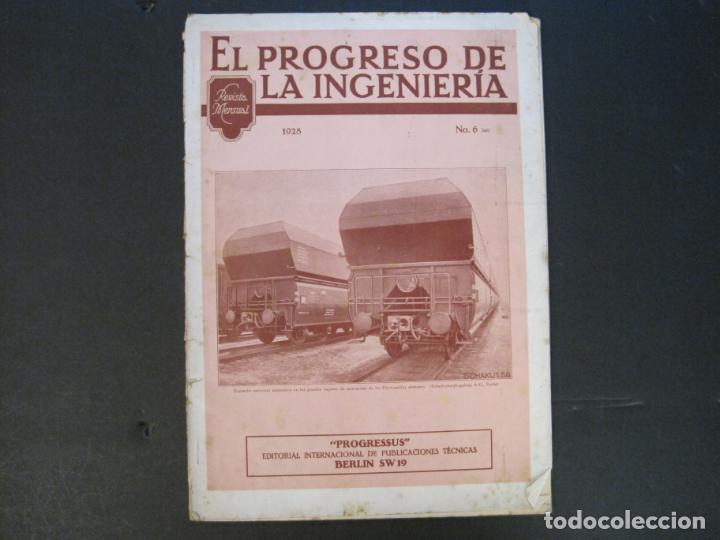 EL PROGRESO DE
LA INGENIERÍA
Revista
Mensual
1928
No. 6
SCHAKU
"PROGRESSUS"
EDITORIAL INTERNACIONAL DE PUBLICACIONES TÉCNICAS
BERLIN SW19
todocoleccion